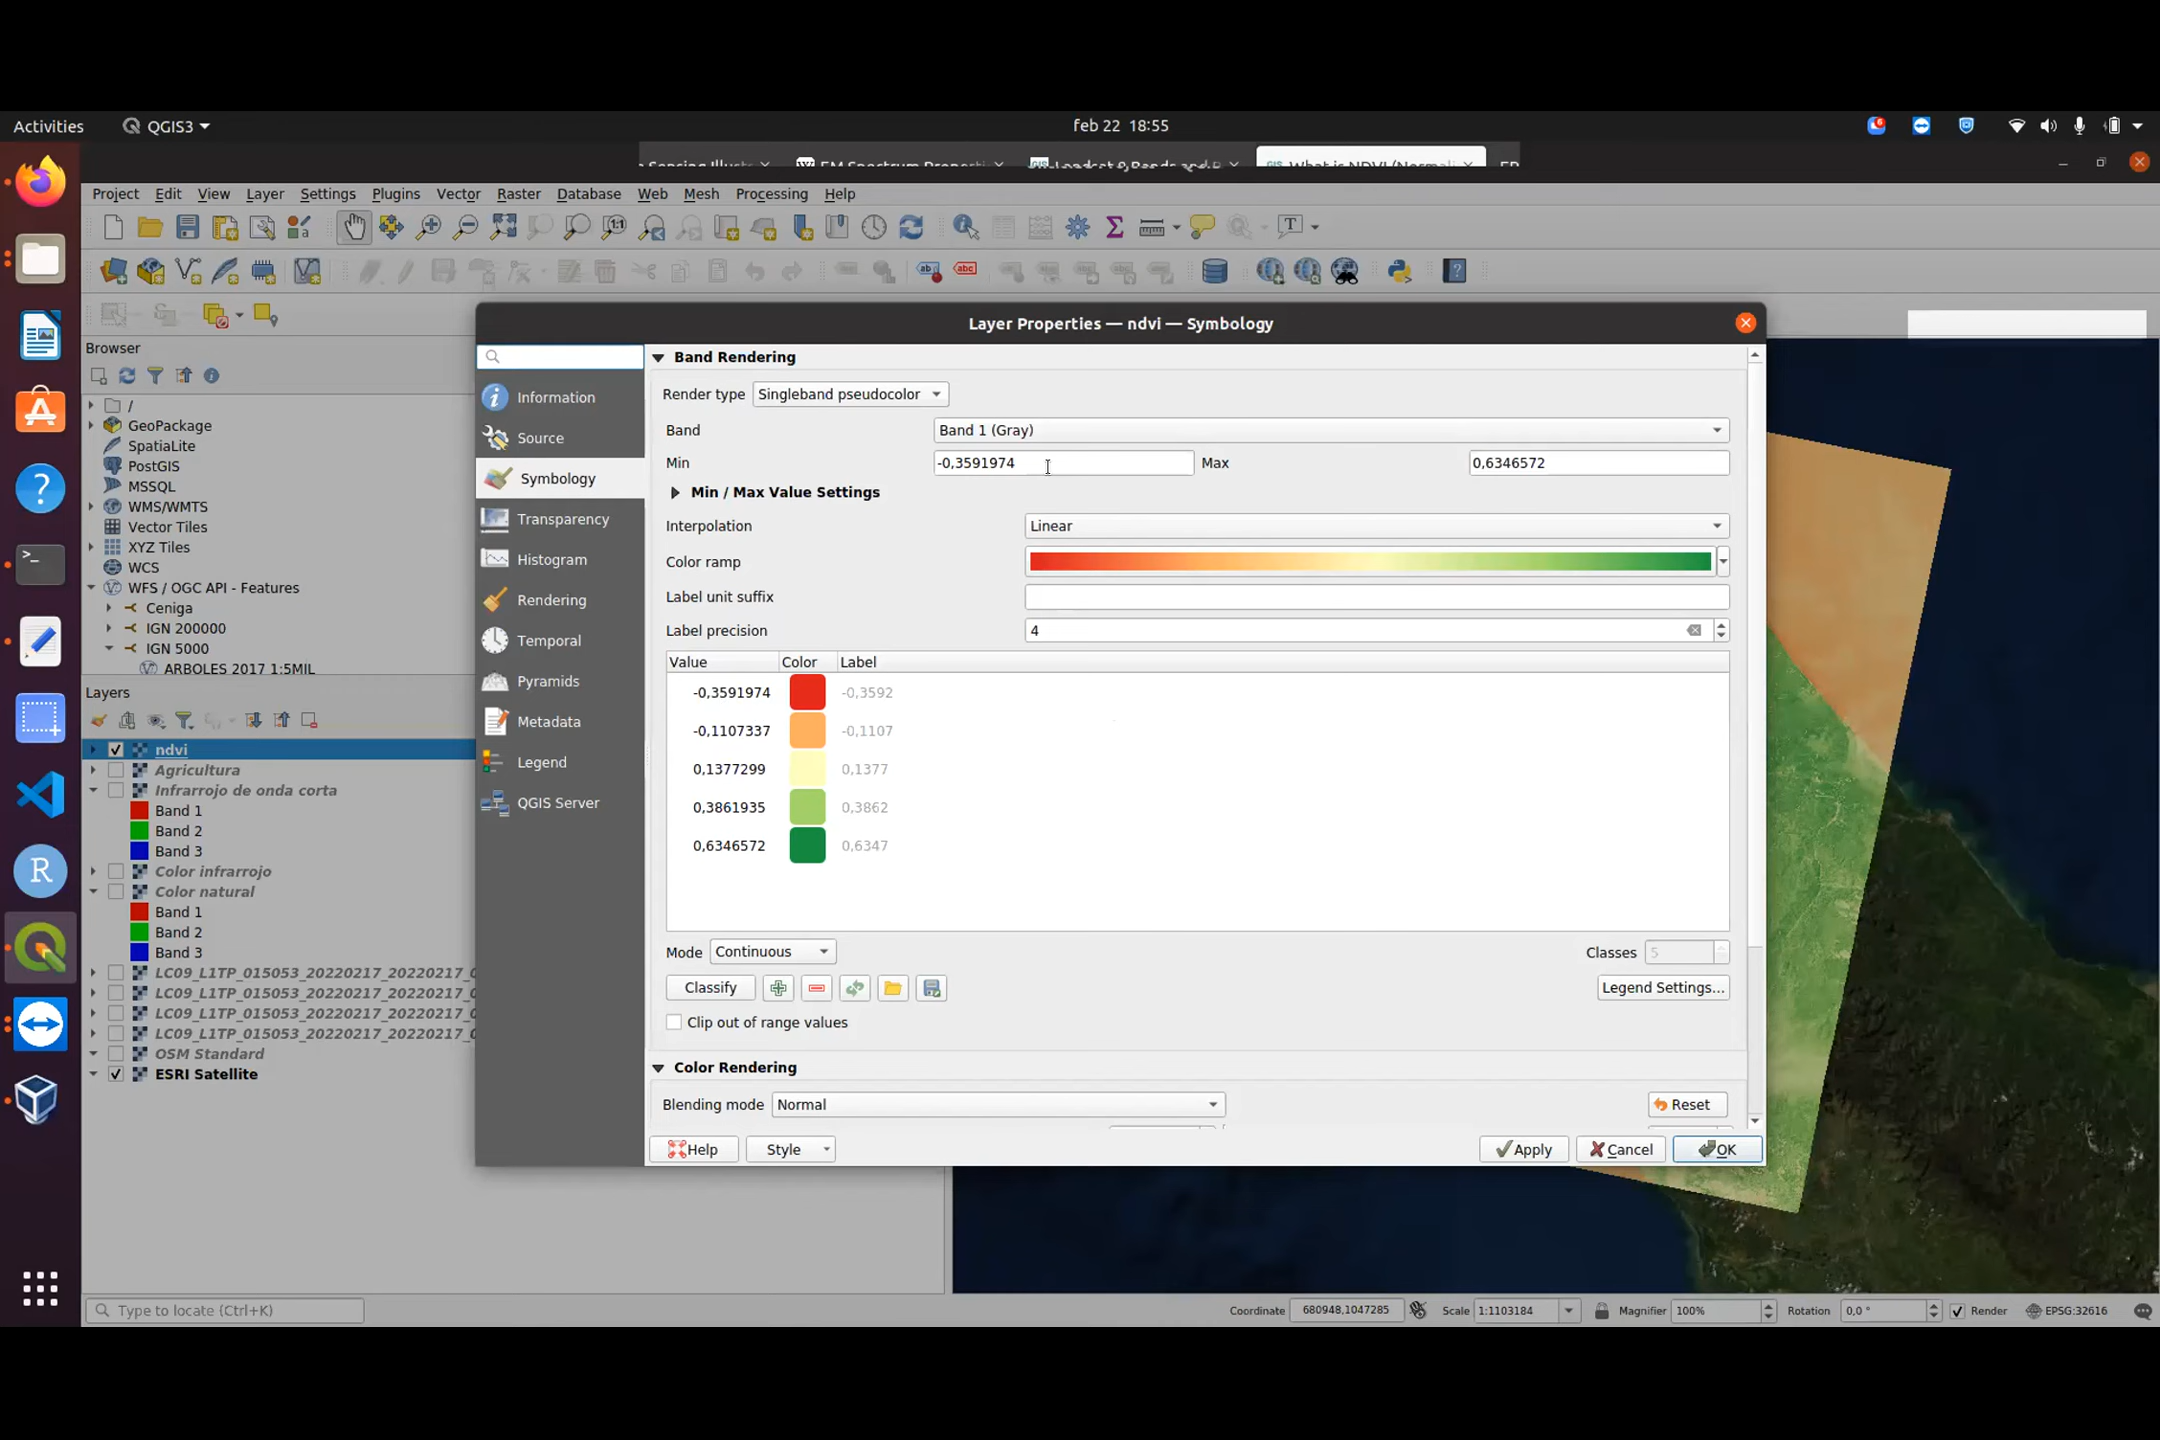 Activities QGIS3 feb 22 18:55
Project Edit View Layer Settings Plugins Vector Raster Database Web Mesh Processing Help
Browser
/
GeoPackage
SpatiaLite
PostGIS
MSSQL
WMS/WMTS
Vector Tiles
XYZ Tiles
WCS
WFS / OGC API - Features
Ceniga
IGN 200000
IGN 5000
ARBOLES 2017 1:5MIL
Layers
ndvi
Agricultura
Infrarrojo de onda corta
Band 1
Band 2
Band 3
Color infrarrojo
Color natural
Band 1
Band 2
Band 3
LC09_L1TP_015053_20220217_20220217_0
LC09_L1TP_015053_20220217_20220217_0
LC09_L1TP_015053_20220217_20220217_0
LC09_L1TP_015053_20220217_20220217_0
OSM Standard
ESRI Satellite
Layer Properties — ndvi — Symbology
Information
Source
Symbology
Transparency
Histogram
Rendering
Temporal
Pyramids
Metadata
Legend
QGIS Server
Band Rendering
Render type Singleband pseudocolor
Band Band 1 (Gray)
Min -0,3591974 Max 0,6346572
Min / Max Value Settings
Interpolation Linear
Color ramp
Label unit suffix
Label precision 4
Value Color Label
-0,3591974 -0,3592
-0,1107337 -0,1107
0,1377299 0,1377
0,3861935 0,3862
0,6346572 0,6347
Mode Continuous Classes 5
Classify Legend Settings...
Clip out of range values
Color Rendering
Blending mode Normal Reset
Help Style Apply Cancel OK
Type to locate (Ctrl+K) Coordinate 680948,1047285 Scale 1:1103184 Magnifier 100% Rotation 0,0 ° Render EPSG:32616